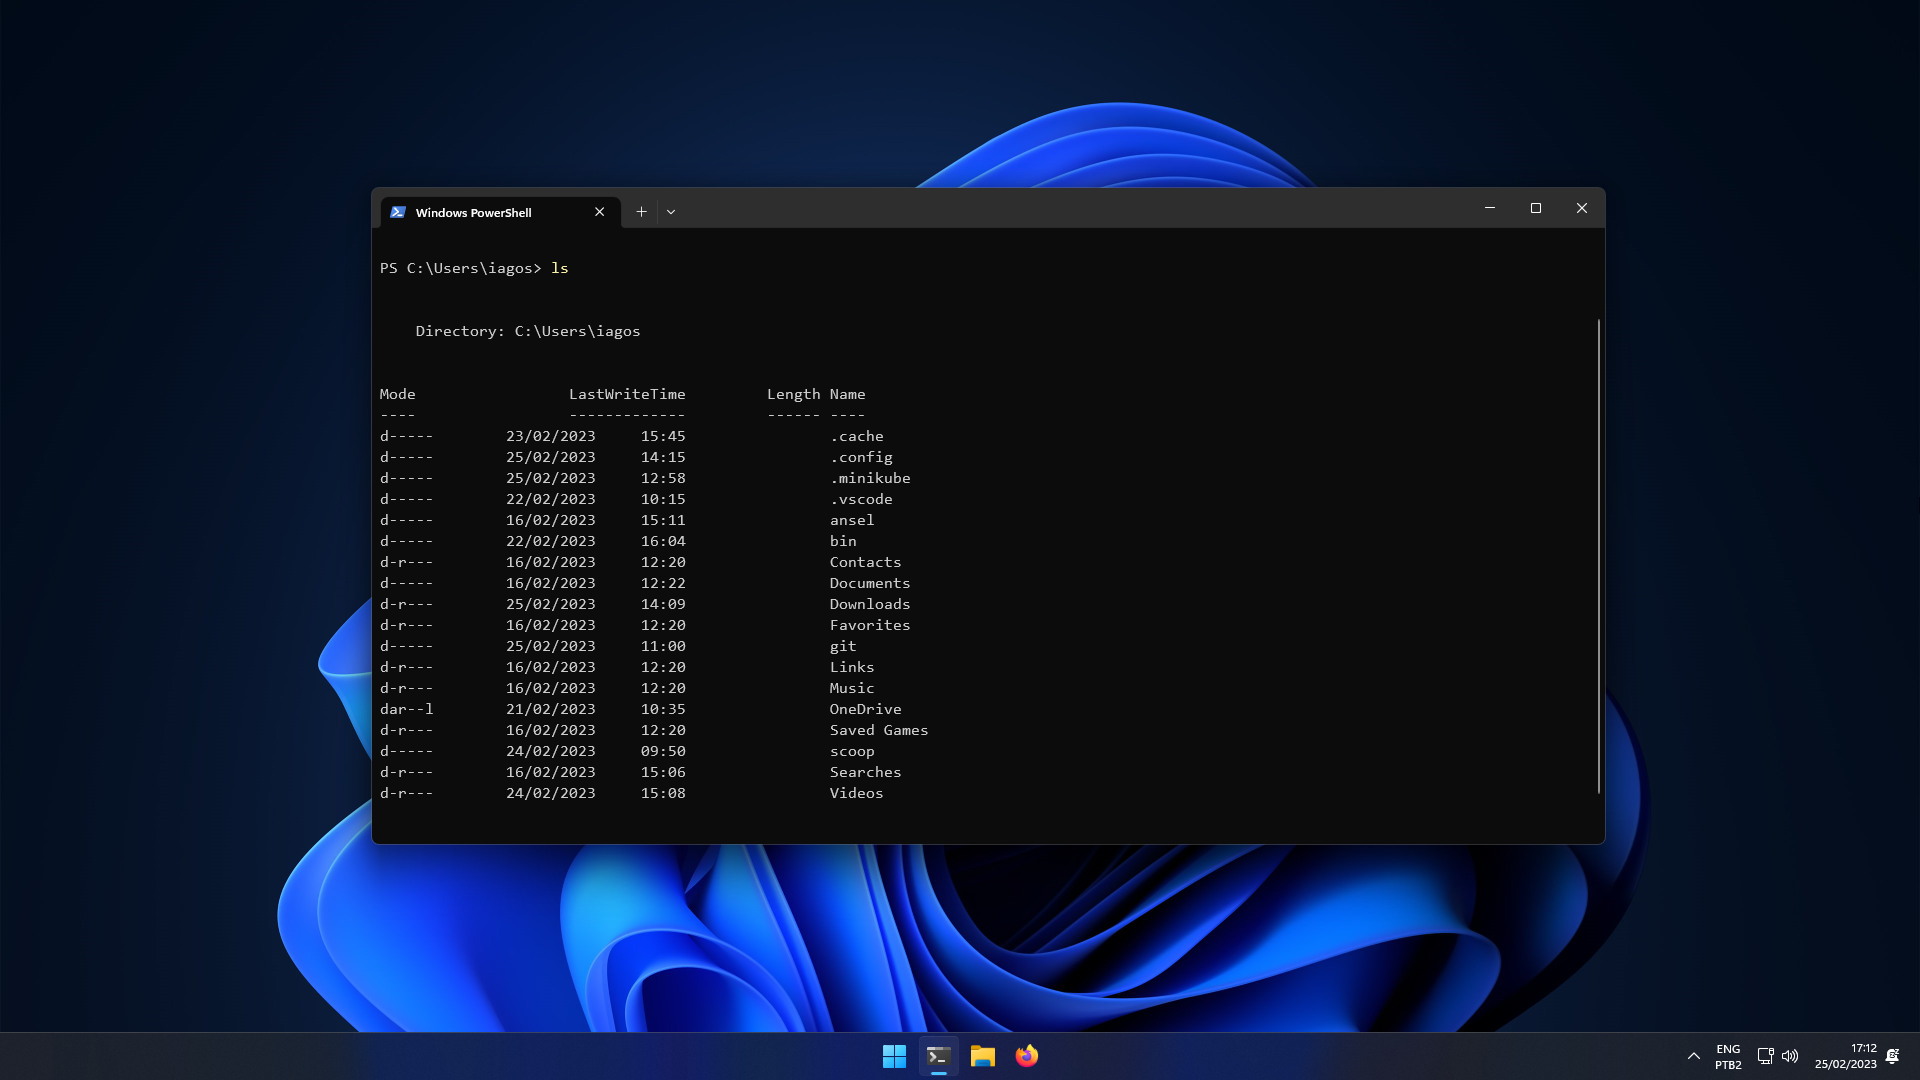 Windows PowerShell
PS C:\Users\iagos> ls
Directory: C:\Users\iagos
Mode                 LastWriteTime         Length Name
----                 -------------         ------ ----
d-----        23/02/2023     15:45                .cache
d-----        25/02/2023     14:15                .config
d-----        25/02/2023     12:58                .minikube
d-----        22/02/2023     10:15                .vscode
d-----        16/02/2023     15:11                ansel
d-----        22/02/2023     16:04                bin
d-r---        16/02/2023     12:20                Contacts
d-----        16/02/2023     12:22                Documents
d-r---        25/02/2023     14:09                Downloads
d-r---        16/02/2023     12:20                Favorites
d-----        25/02/2023     11:00                git
d-r---        16/02/2023     12:20                Links
d-r---        16/02/2023     12:20                Music
dar--l        21/02/2023     10:35                OneDrive
d-r---        16/02/2023     12:20                Saved Games
d-----        24/02/2023     09:50                scoop
d-r---        16/02/2023     15:06                Searches
d-r---        24/02/2023     15:08                Videos
ENG
PTB2
17:12
25/02/2023